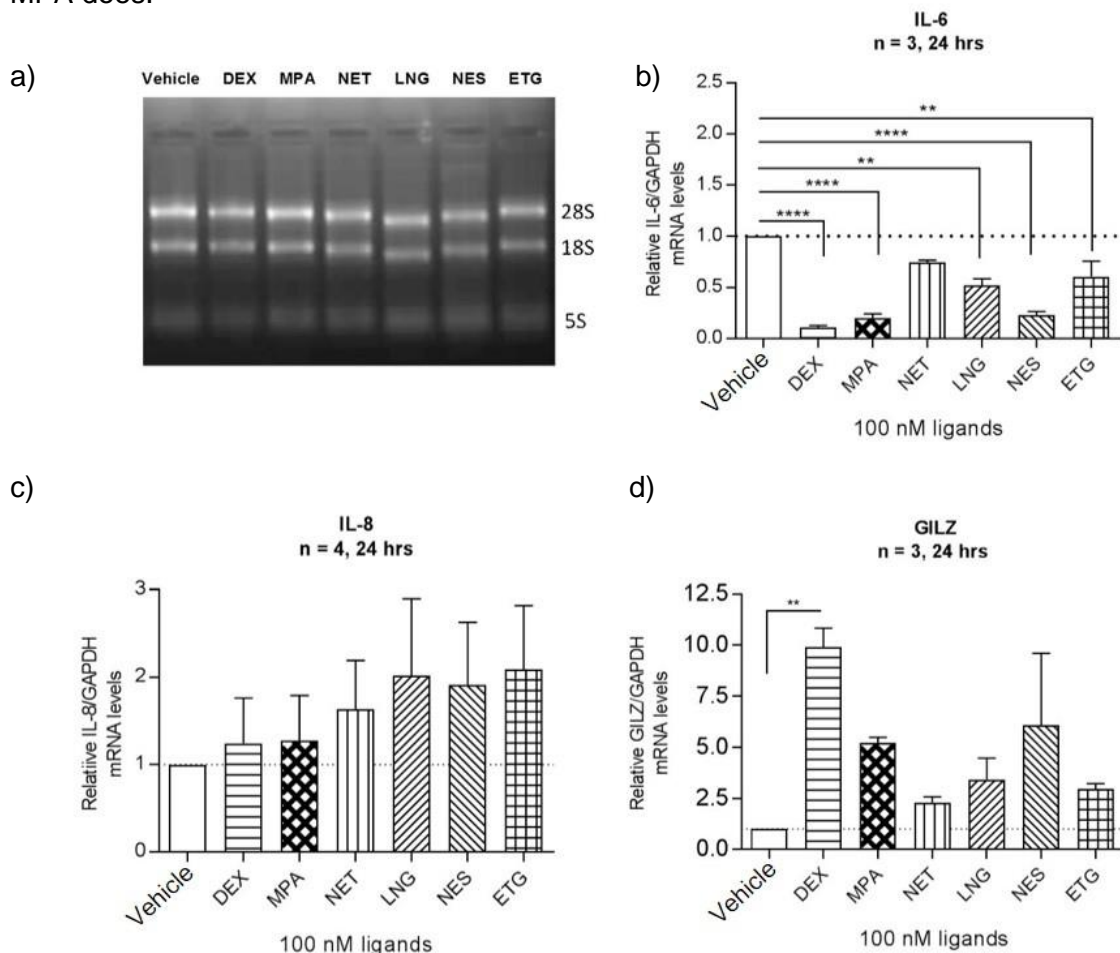 MPA does.
a)
Vehicle DEX MPA NET LNG NES ETG
28S
18S
5S
b)
IL-6
n = 3, 24 hrs
Relative IL-6/GAPDH
mRNA levels
2.5
2.0
1.5
1.0
0.5
0.0
**
****
**
****
****
Vehicle
DEX
MPA
NET
LNG
NES
ETG
100 nM ligands
c)
IL-8
n = 4, 24 hrs
Relatiive IL-8/GAPDH
mRNA levels
3
2
1
0
Vehicle
DEX
MPA
NET
LNG
NES
ETG
100 nM ligands
d)
GILZ
n = 3, 24 hrs
Relative GILZ/GAPDH
mRNA levels
12.5
10.0
7.5
5.0
2.5
0.0
**
Vehicle
DEX
MPA
NET
LNG
NES
ETG
100 nM ligands